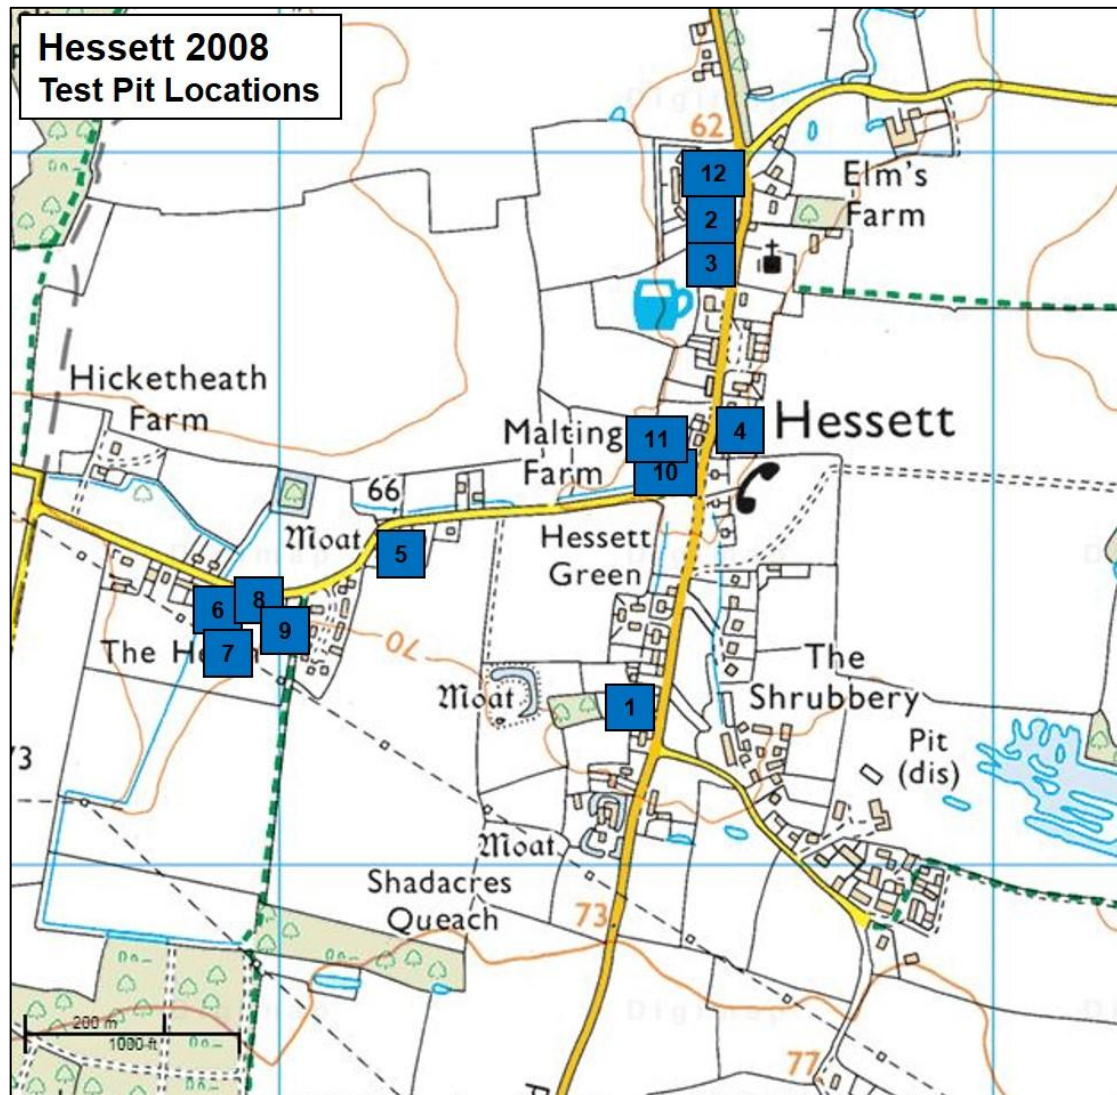 Hessett 2008
Test Pit Locations
62
12
Elm's
Farm
2
3
Hicketheath
Farm
Malting
Farm
11
4
Hessett
10
66
Moat
5
Hessett
Green
6
8
9
7
The
70
The
Shrubbery
Moat
1
Pit
(dis)
73
Moat
Shadacres
Queach
73
200 m
1000 ft
77
Digimap